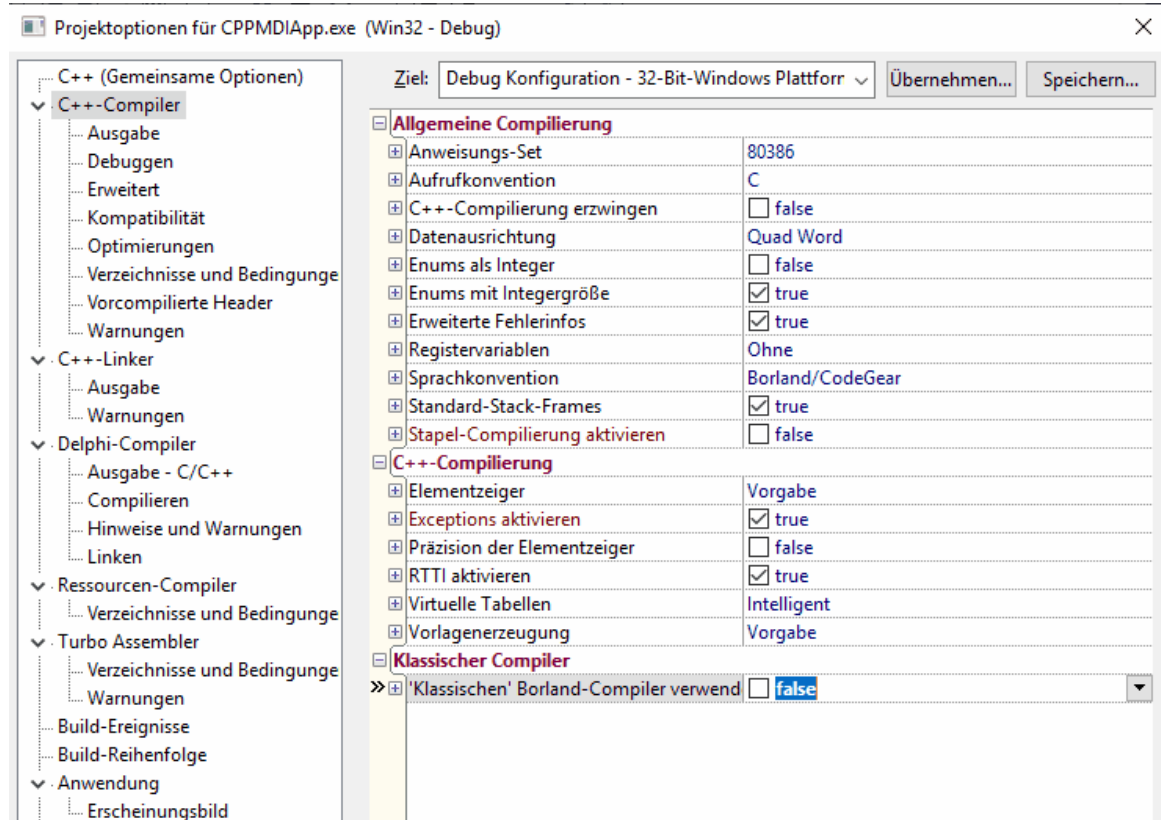 Projektoptionen für CPPMDIApp.exe (Win32 - Debug)
Ziel: Debug Konfiguration - 32-Bit-Windows Plattforr Übernehmen... Speichern...
C++ (Gemeinsame Optionen)
C++-Compiler
Ausgabe
Debuggen
Erweitert
Kompatibilität
Optimierungen
Verzeichnisse und Bedingunge
Vorcompilierte Header
Warnungen
C++-Linker
Ausgabe
Warnungen
Delphi-Compiler
Ausgabe - C/C++
Compilieren
Hinweise und Warnungen
Linken
Ressourcen-Compiler
Verzeichnisse und Bedingunge
Turbo Assembler
Verzeichnisse und Bedingunge
Warnungen
Build-Ereignisse
Build-Reihenfolge
Anwendung
Erscheinungsbild
Allgemeine Compilierung
Anweisungs-Set 80386
Aufrufkonvention C
C++-Compilierung erzwingen false
Datenausrichtung Quad Word
Enums als Integer false
Enums mit Integergröße true
Erweiterte Fehlerinfos true
Registervariablen Ohne
Sprachkonvention Borland/CodeGear
Standard-Stack-Frames true
Stapel-Compilierung aktivieren false
C++-Compilierung
Elementzeiger Vorgabe
Exceptions aktivieren true
Präzision der Elementzeiger false
RTTI aktivieren true
Virtuelle Tabellen Intelligent
Vorlagenerzeugung Vorgabe
Klassischer Compiler
'Klassischen' Borland-Compiler verwend false